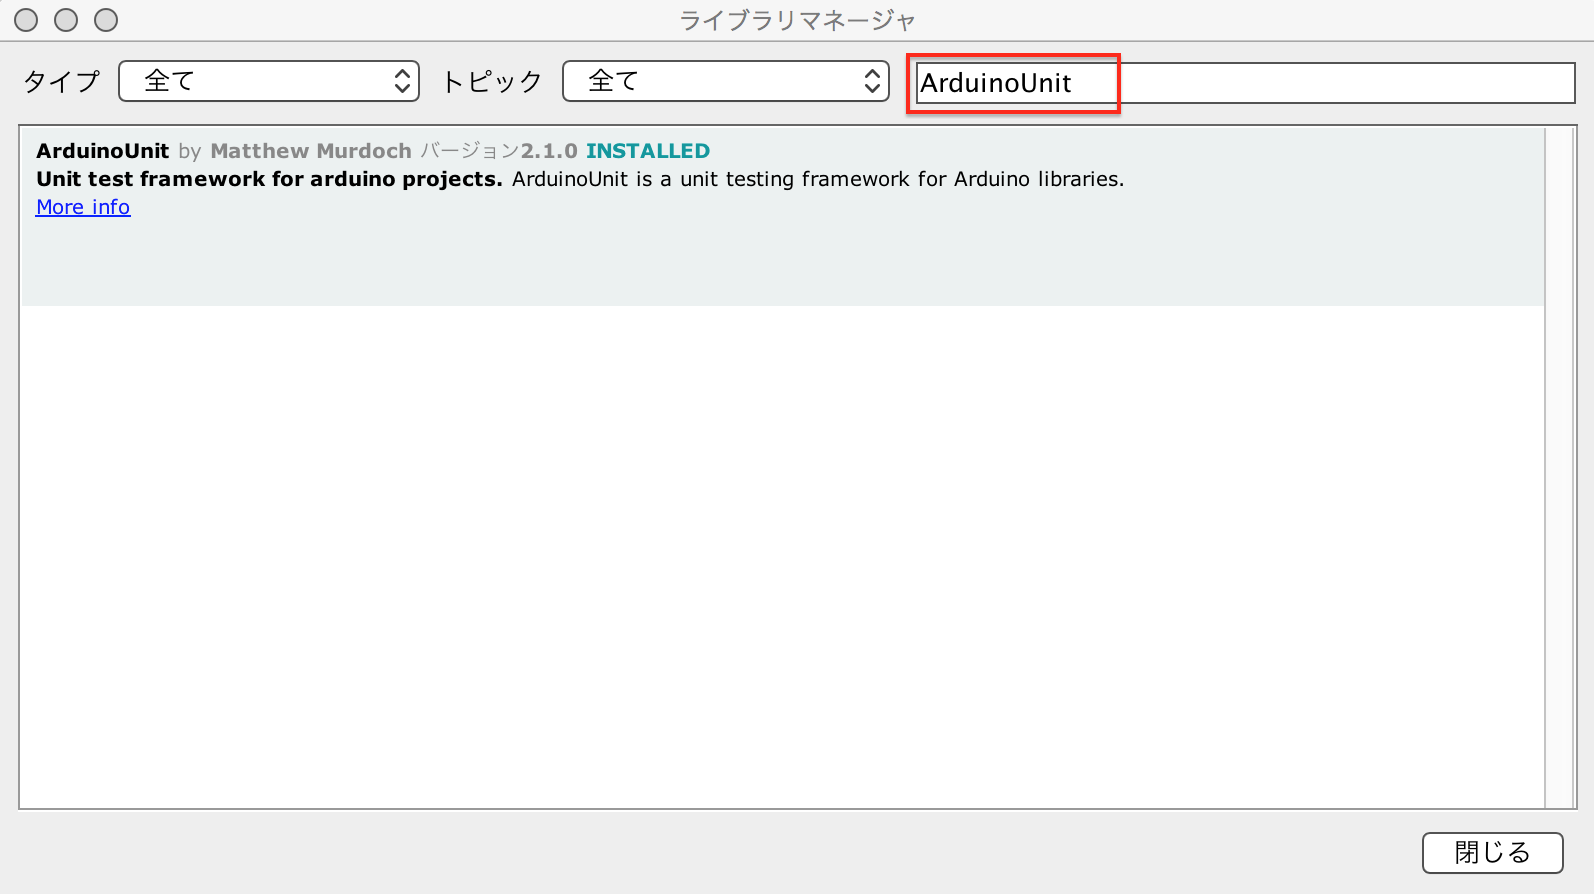 ライブラリマネージャ
タイプ 全て トピック 全て ArduinoUnit
ArduinoUnit by Matthew Murdoch バージョン2.1.0 INSTALLED
Unit test framework for arduino projects. ArduinoUnit is a unit testing framework for Arduino libraries.
More info
閉じる